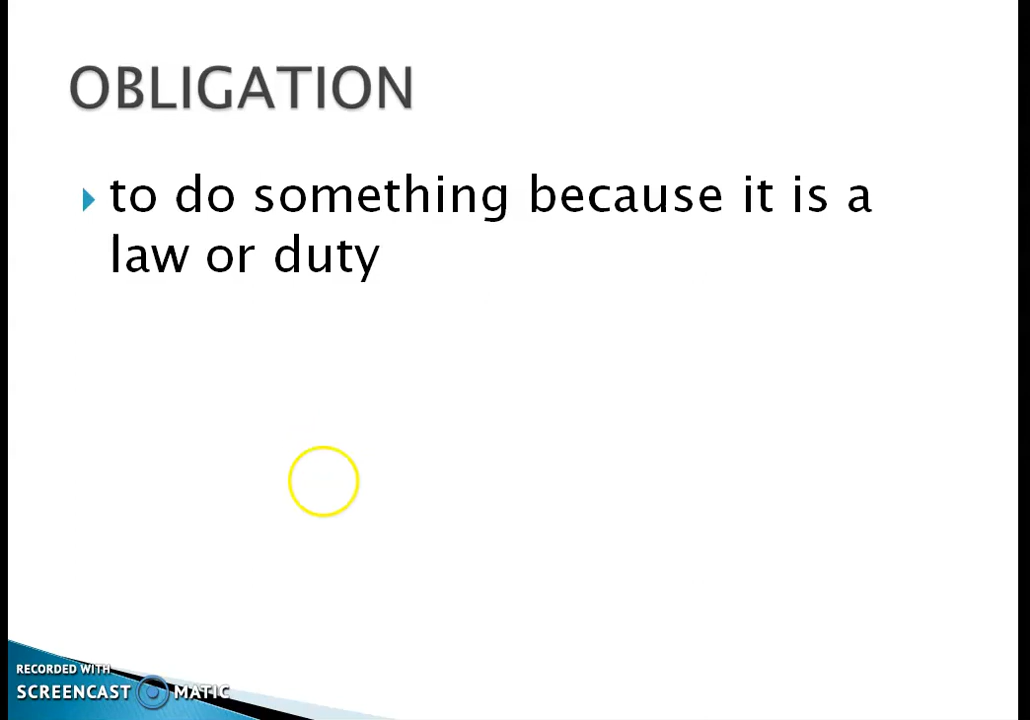 OBLIGATION
to do something because it is a
law or duty
RECORDED WITH
SCREENCAST MATIC